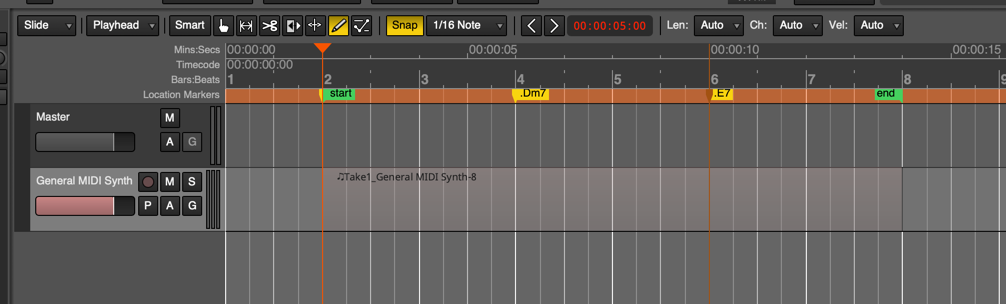 Slide Playhead Smart Snap 1/16 Note 00:00:05:00 Len: Auto Ch: Auto Vel: Auto
Mins:Secs 00:00:00 00:00:05 00:00:10 00:00:15
Timecode 00:00:00:00
Bars:Beats 1 2 3 4 5 6 7 8 9
Location Markers start .Dm7 .E7 end
Master M
A G
General MIDI Synth M S ♫Take1_General MIDI Synth-8
P A G